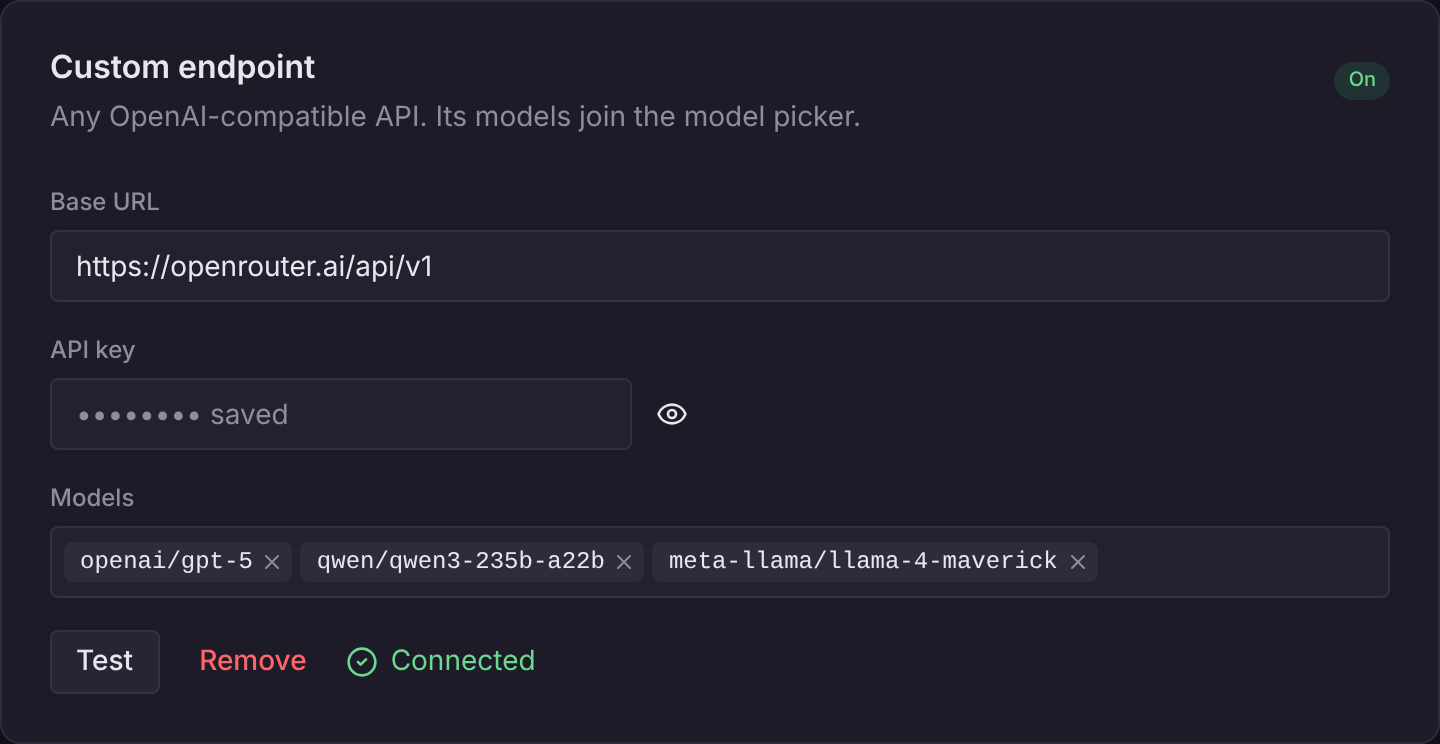 Custom endpoint
On
Any OpenAI-compatible API. Its models join the model picker.
Base URL
https://openrouter.ai/api/v1
API key
•••••••• saved
Models
openai/gpt-5 × qwen/qwen3-235b-a22b × meta-llama/llama-4-maverick ×
Test Remove Connected